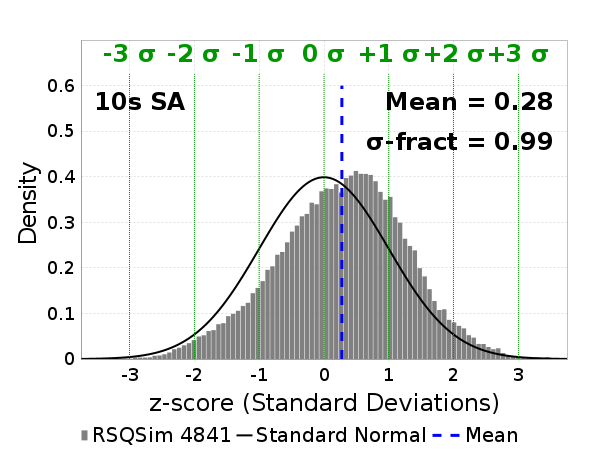 -3 σ -2 σ -1 σ 0 σ +1 σ +2 σ +3 σ
10s SA
Mean = 0.28
σ-fract = 0.99
Density
0.6
0.5
0.4
0.3
0.2
0.1
0
-3 -2 -1 0 1 2 3
z-score (Standard Deviations)
RSQSim 4841 Standard Normal Mean